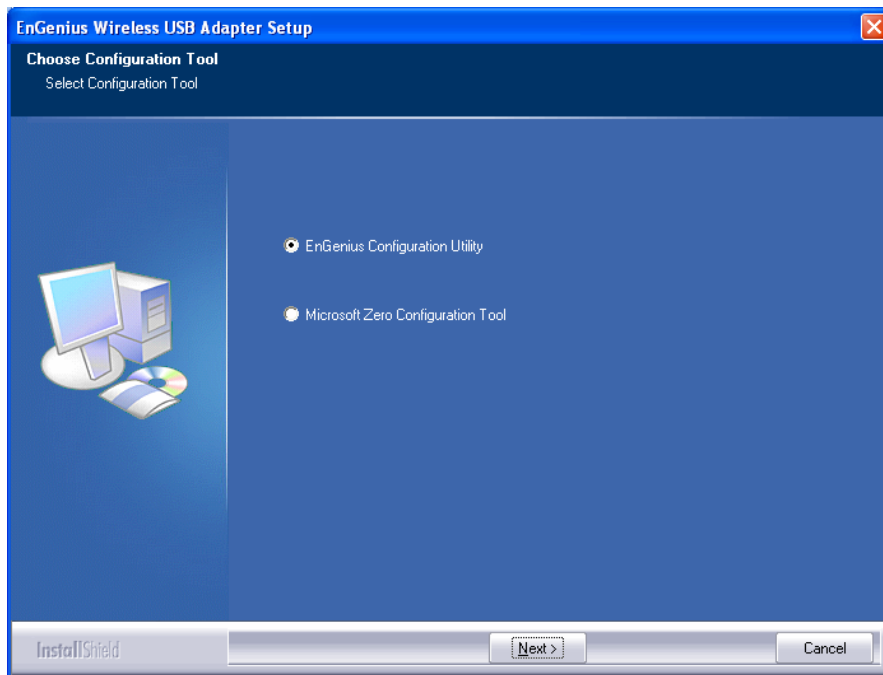 EnGenius Wireless USB Adapter Setup
Choose Configuration Tool
Select Configuration Tool
EnGenius Configuration Utility
Microsoft Zero Configuration Tool
InstallShield
Next >
Cancel